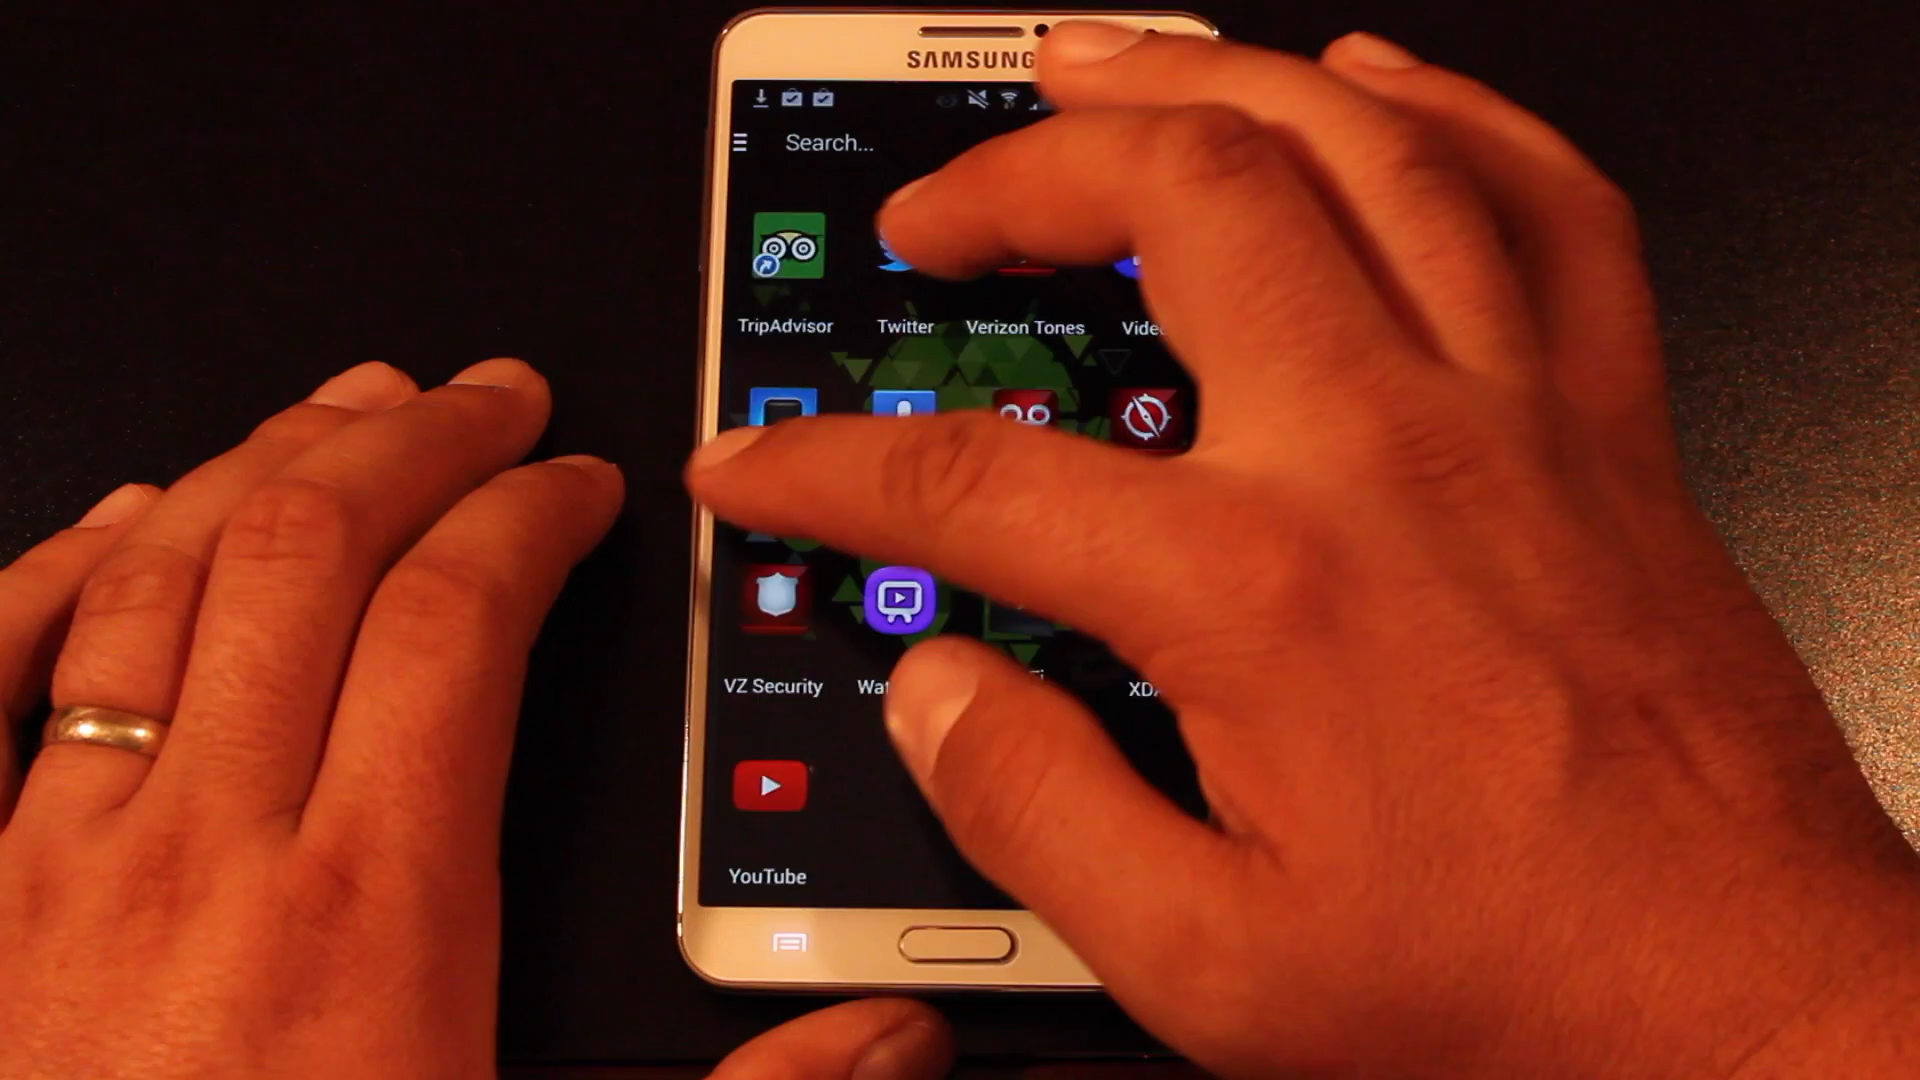 SAMSUNG
Search...
TripAdvisor
Twitter
Verizon Tones
VZ Security
YouTube